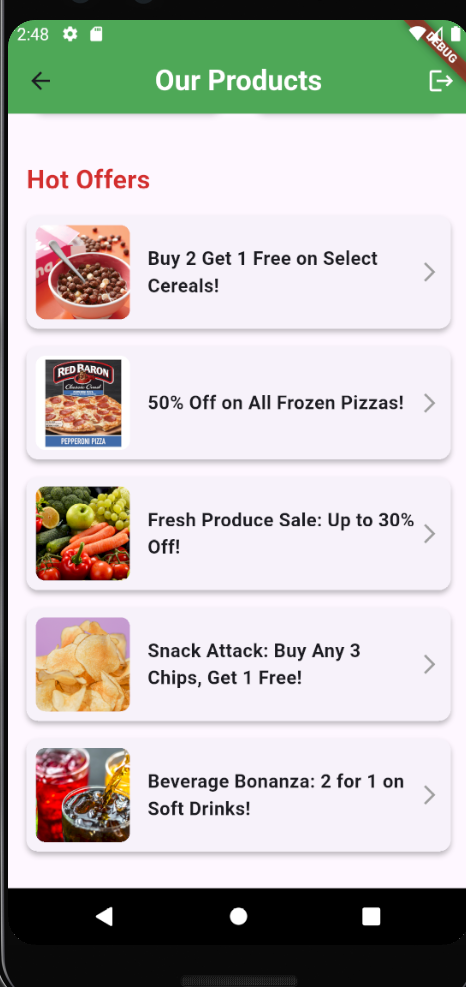 2:48
DEBUG
Our Products
Hot Offers
Buy 2 Get 1 Free on Select
Cereals!
RED BARON
Classic Crust
PEPPERONI PIZZA
50% Off on All Frozen Pizzas!
Fresh Produce Sale: Up to 30%
Off!
Snack Attack: Buy Any 3
Chips, Get 1 Free!
Beverage Bonanza: 2 for 1 on
Soft Drinks!